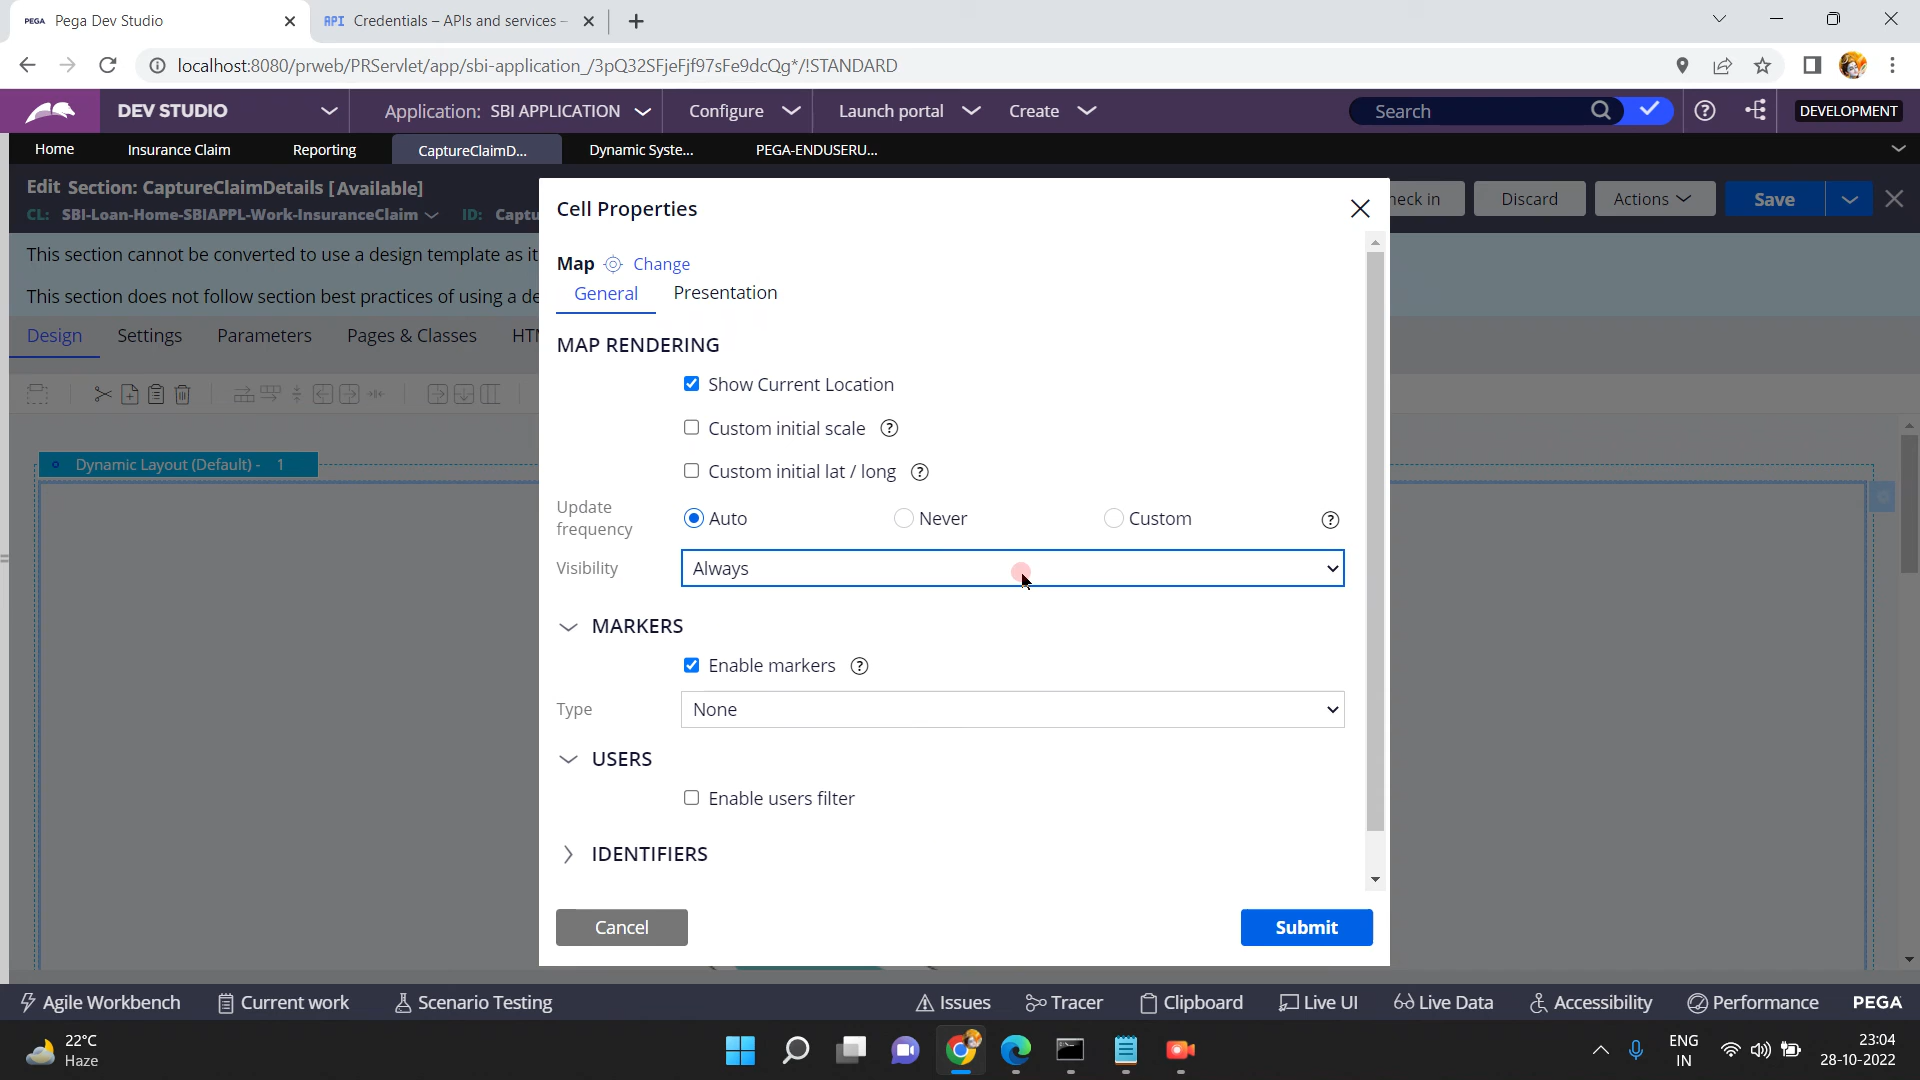 PEGA Pega Dev Studio
API Credentials – APIs and services –
localhost:8080/prweb/PRServlet/app/sbi-application_/3pQ32SFjeFjf97sFe9dcQg*/!STANDARD
DEV STUDIO
Application: SBI APPLICATION
Configure
Launch portal
Create
Search
DEVELOPMENT
Home
Insurance Claim
Reporting
CaptureClaimD...
Dynamic Syste...
PEGA-ENDUSERU...
Edit Section: CaptureClaimDetails [Available]
CL: SBI-Loan-Home-SBIAPPL-Work-InsuranceClaim ID: Captu
heck in
Discard
Actions
Save
This section cannot be converted to use a design template as it
This section does not follow section best practices of using a de
Design
Settings
Parameters
Pages & Classes
HTM
Dynamic Layout (Default) - 1
Cell Properties
Map Change
General
Presentation
MAP RENDERING
Show Current Location
Custom initial scale ?
Custom initial lat / long ?
Update
frequency
Auto
Never
Custom
?
Visibility
Always
MARKERS
Enable markers ?
Type
None
USERS
Enable users filter
IDENTIFIERS
Cancel
Submit
Agile Workbench
Current work
Scenario Testing
Issues
Tracer
Clipboard
Live UI
Live Data
Accessibility
Performance
PEGA
22°C
Haze
ENG
IN
23:04
28-10-2022